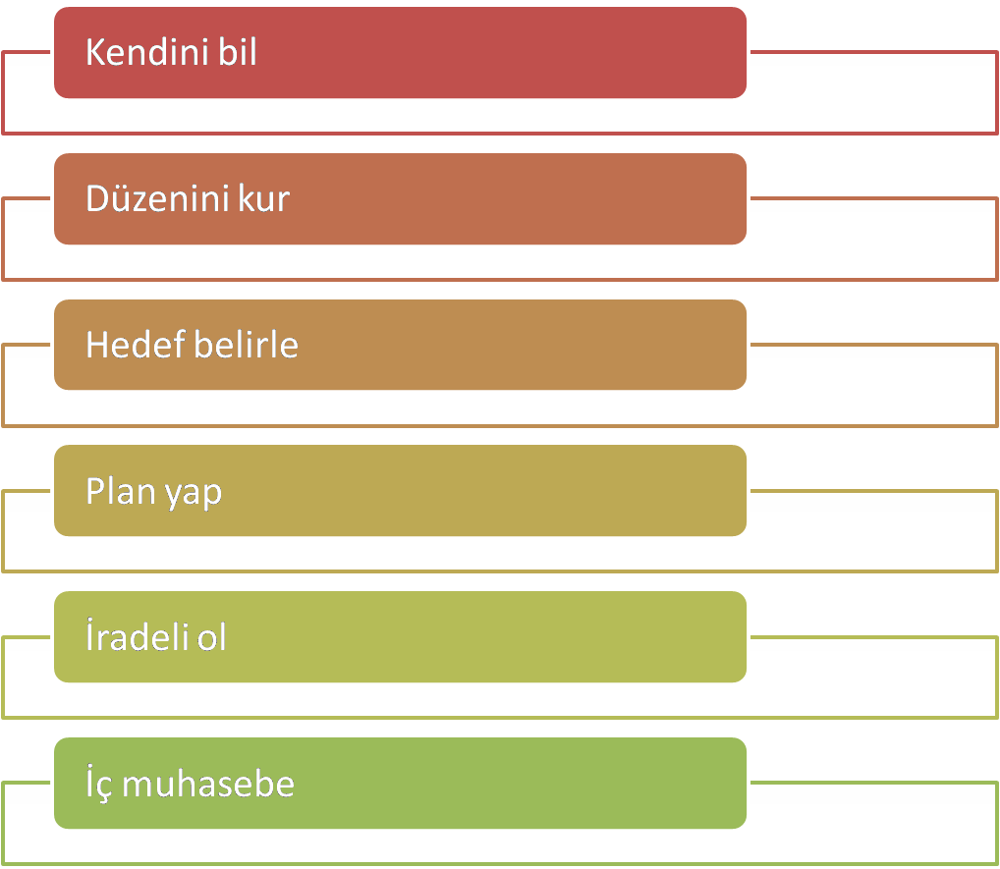 Kendini bil
Düzenini kur
Hedef belirle
Plan yap
İradeli ol
İç muhasebe